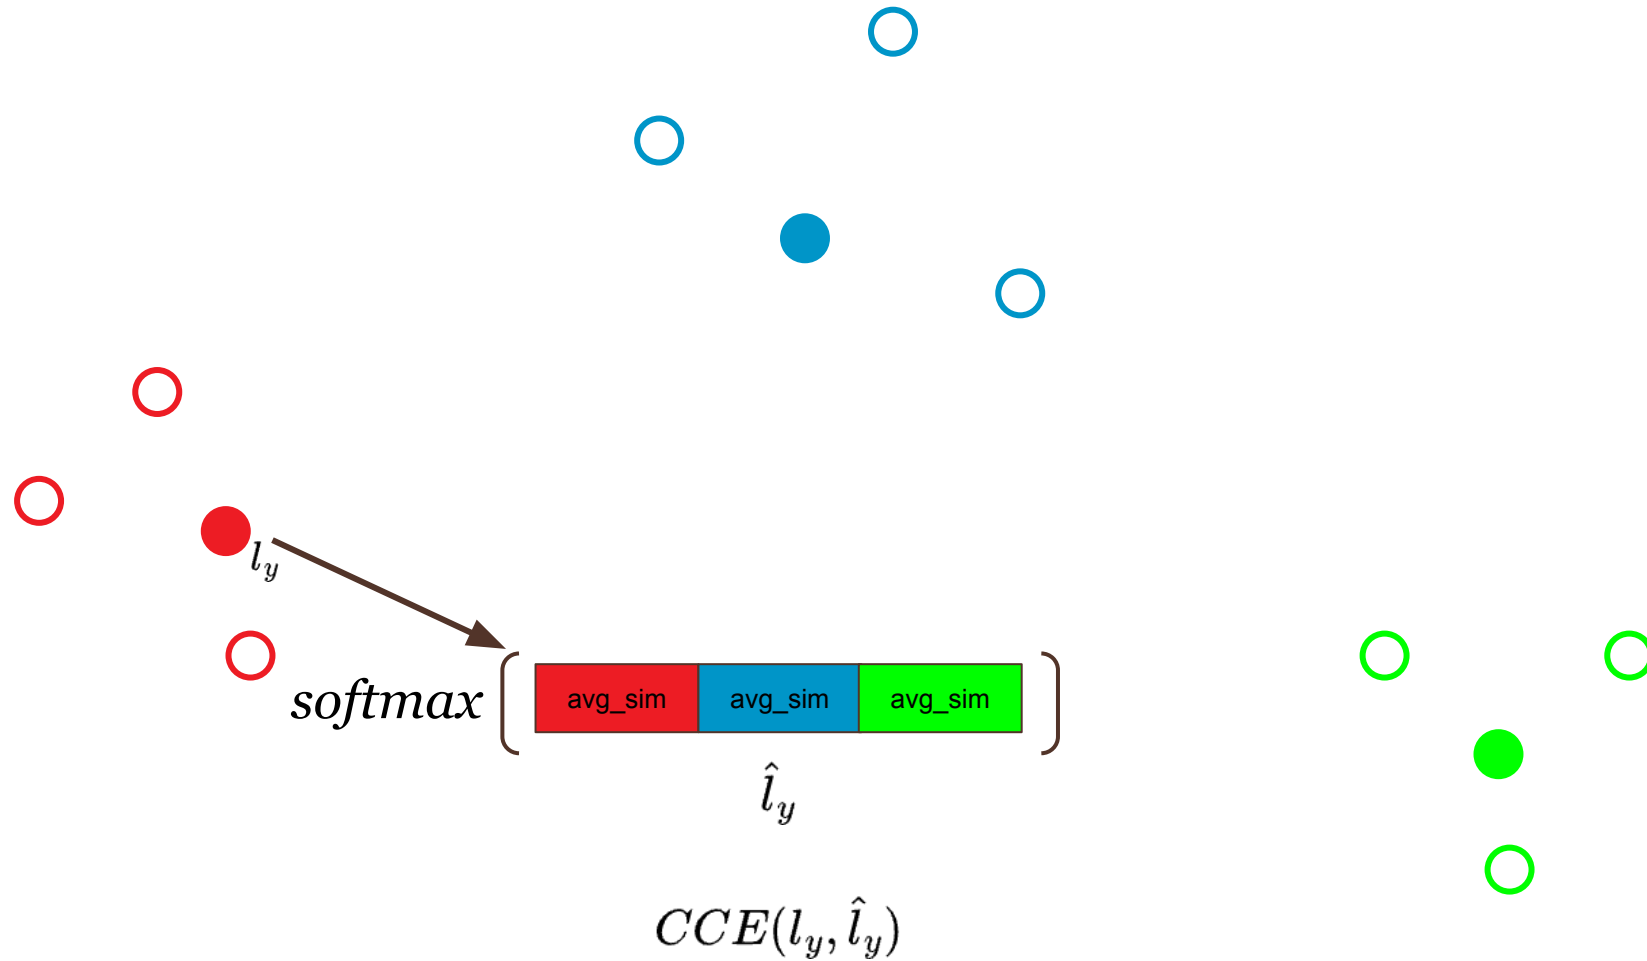 l_y
softmax avg_sim avg_sim avg_sim
\hat{l}_y
CCE(l_y, \hat{l}_y)